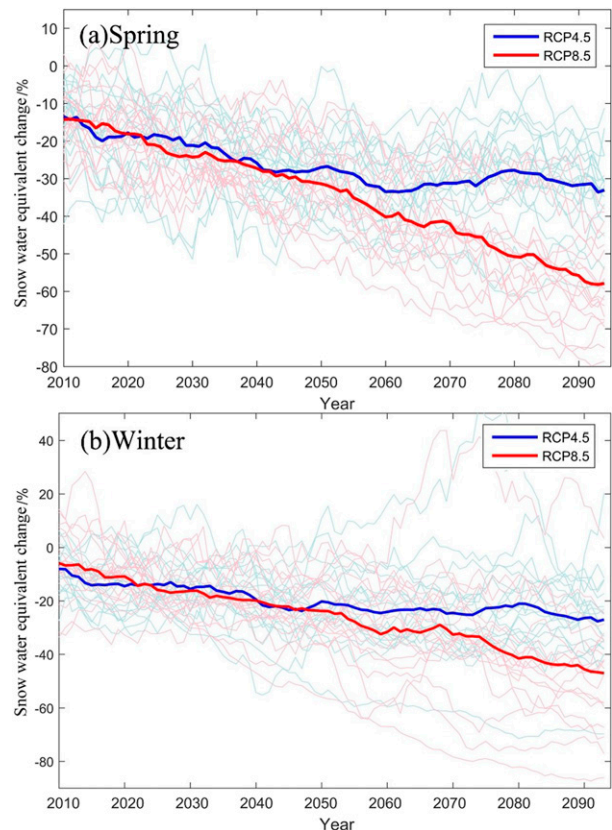 (a)Spring
RCP4.5
RCP8.5
Snow water equivalent change/%
10
0
-10
-20
-30
-40
-50
-60
-70
-80
2010 2020 2030 2040 2050 2060 2070 2080 2090
Year
(b)Winter
RCP4.5
RCP8.5
Snow water equivalent change/%
40
20
0
-20
-40
-60
-80
2010 2020 2030 2040 2050 2060 2070 2080 2090
Year